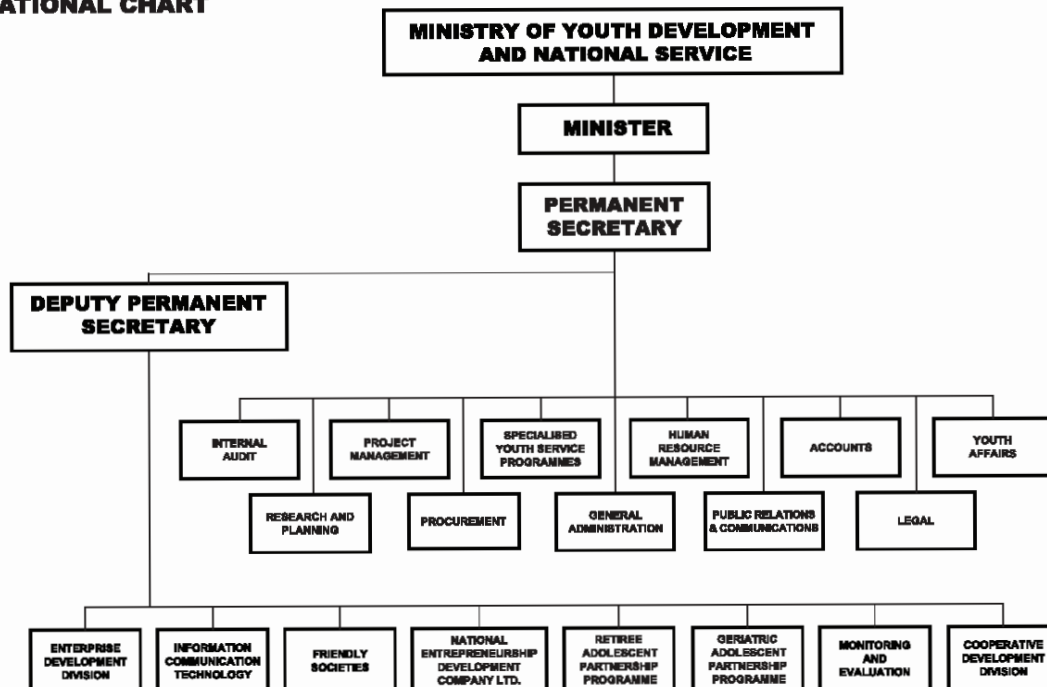 ATIONAL CHART
MINISTRY OF YOUTH DEVELOPMENT
AND NATIONAL SERVICE
MINISTER
PERMANENT
SECRETARY
DEPUTY PERMANENT
SECRETARY
INTERNAL
AUDIT
PROJECT
MANAGEMENT
SPECIALISED
YOUTH SERVICE
PROGRAMMES
HUMAN
RESOURCE
MANAGEMENT
ACCOUNTS
YOUTH
AFFAIRS
RESEARCH AND
PLANNING
PROCUREMENT
GENERAL
ADMINISTRATION
PUBLIC RELATIONS
& COMMUNICATIONS
LEGAL
ENTERPRISE
DEVELOPMENT
DIVISION
INFORMATION
COMMUNICATION
TECHNOLOGY
FRIENDLY
SOCIETIES
NATIONAL
ENTREPRENEURSHIP
DEVELOPMENT
COMPANY LTD.
RETIREE
ADOLESCENT
PARTNERSHIP
PROGRAMME
GERIATRIC
ADOLESCENT
PARTNERSHIP
PROGRAMME
MONITORING
AND
EVALUATION
COOPERATIVE
DEVELOPMENT
DIVISION